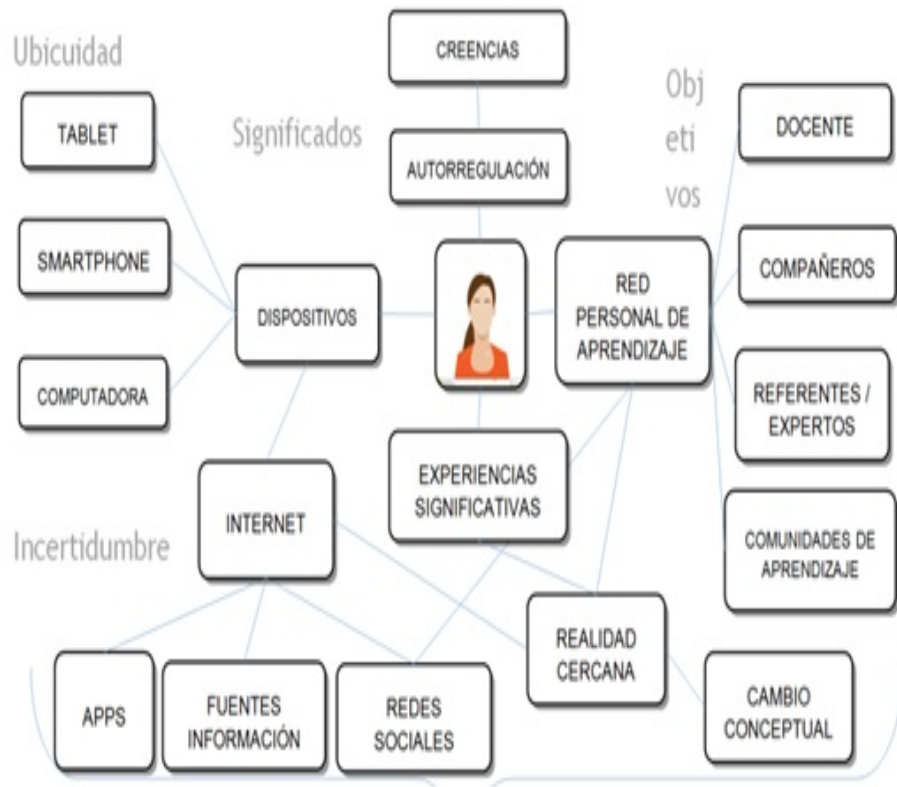 Ubicuidad
CREENCIAS
Obj
eti
vos
TABLET
Significados
DOCENTE
AUTORREGULACIÓN
SMARTPHONE
DISPOSITIVOS
RED
PERSONAL DE
APRENDIZAJE
COMPAÑEROS
COMPUTADORA
REFERENTES /
EXPERTOS
EXPERIENCIAS
SIGNIFICATIVAS
INTERNET
Incertidumbre
COMUNIDADES DE
APRENDIZAJE
REALIDAD
CERCANA
APPS
FUENTES
INFORMACIÓN
REDES
SOCIALES
CAMBIO
CONCEPTUAL